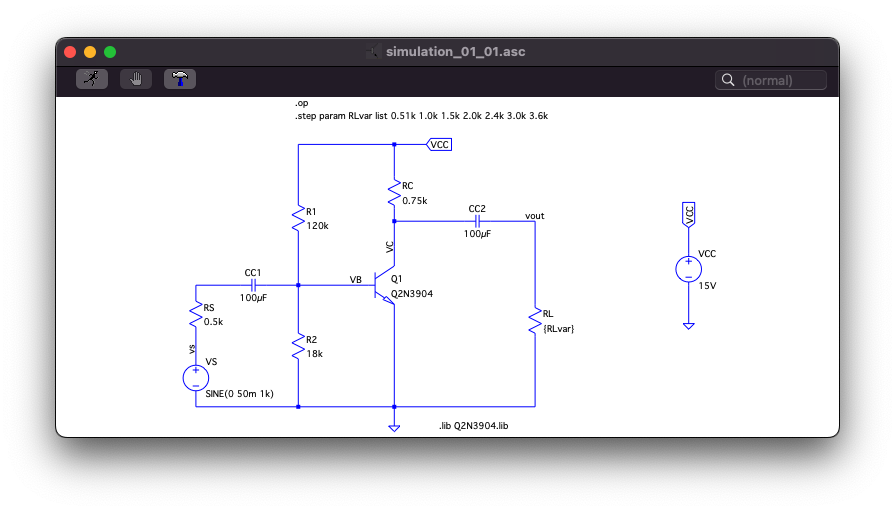 simulation_01_01.asc
(normal)
.op
.step param RLvar list 0.51k 1.0k 1.5k 2.0k 2.4k 3.0k 3.6k
VCC
RC
0.75k
R1
120k
CC2
100µF
vout
VCC
VCC
15V
VC
CC1
100µF
VB
Q1
Q2N3904
RS
0.5k
RL
{RLvar}
R2
18k
vs
VS
SINE(0 50m 1k)
.lib Q2N3904.lib